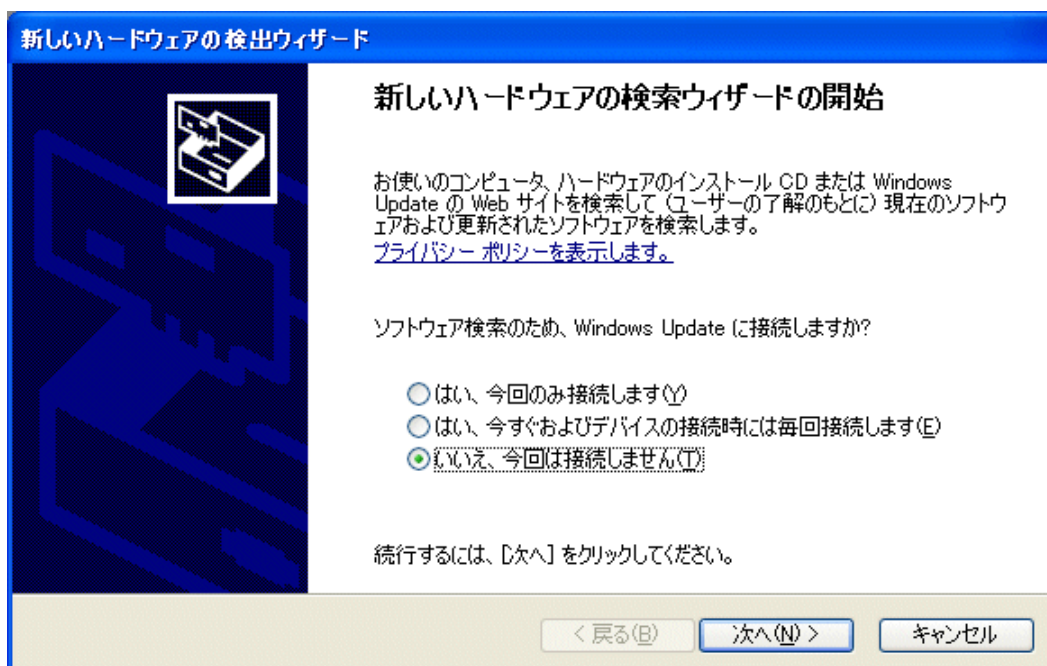 新しいハードウェアの検出ウィザード
新しいハードウェアの検索ウィザードの開始
お使いのコンピュータ、ハードウェアのインストール CD または Windows
Update の Web サイトを検索して (ユーザーの了解のもとに) 現在のソフトウ
ェアおよび更新されたソフトウェアを検索します。
プライバシー ポリシーを表示します。
ソフトウェア検索のため、Windows Update に接続しますか?
はい、今回のみ接続します(Y)
はい、今すぐおよびデバイスの接続時には毎回接続します(E)
いいえ、今回は接続しません(T)
続行するには、[次へ] をクリックしてください。
< 戻る(B)
次へ(N) >
キャンセル